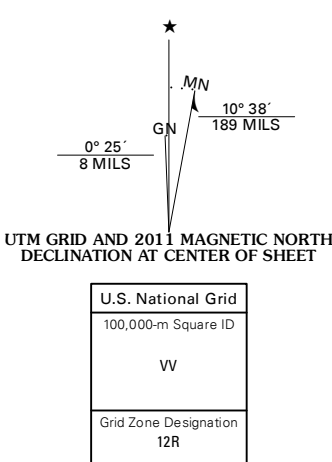 ★
MN
GN
10° 38´
189 MILS
0° 25´
8 MILS
UTM GRID AND 2011 MAGNETIC NORTH
DECLINATION AT CENTER OF SHEET
U.S. National Grid
100,000-m Square ID
VV
Grid Zone Designation
12R